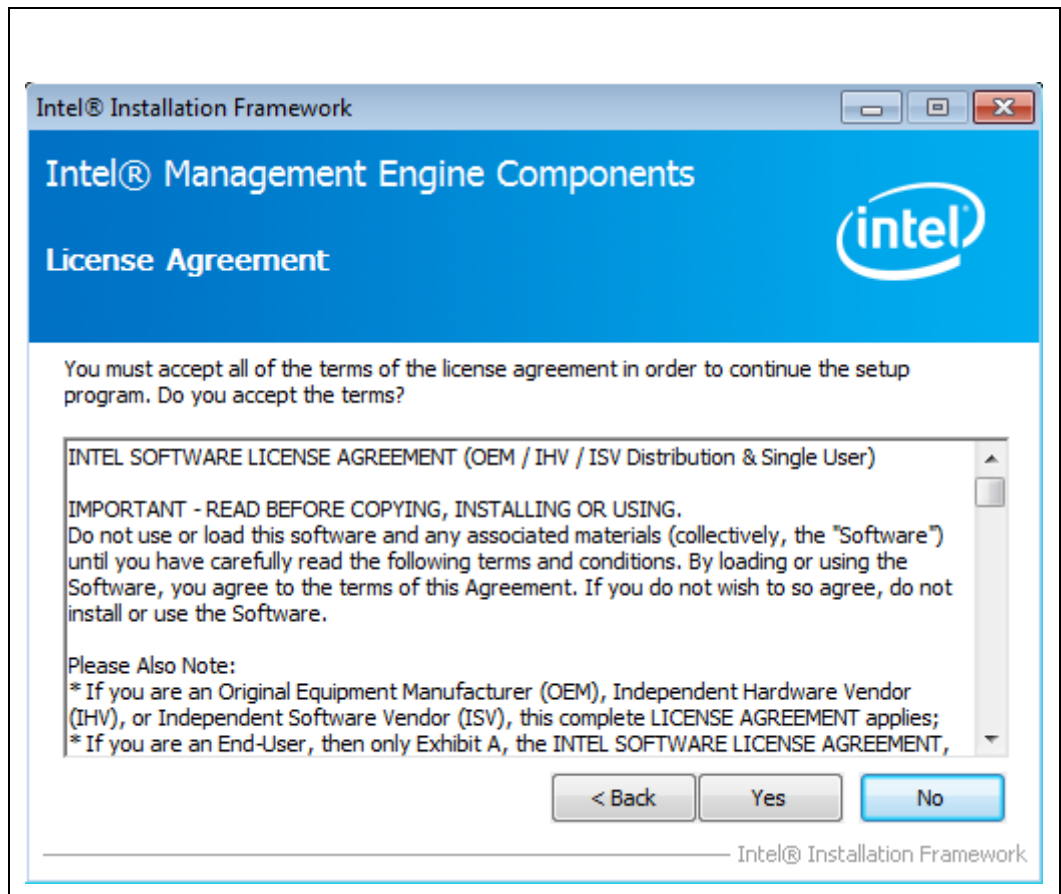 Intel® Installation Framework
Intel® Management Engine Components
intel
License Agreement
You must accept all of the terms of the license agreement in order to continue the setup
program. Do you accept the terms?
INTEL SOFTWARE LICENSE AGREEMENT (OEM / IHV / ISV Distribution & Single User)
IMPORTANT - READ BEFORE COPYING, INSTALLING OR USING.
Do not use or load this software and any associated materials (collectively, the "Software")
until you have carefully read the following terms and conditions. By loading or using the
Software, you agree to the terms of this Agreement. If you do not wish to so agree, do not
install or use the Software.
Please Also Note:
* If you are an Original Equipment Manufacturer (OEM), Independent Hardware Vendor
(IHV), or Independent Software Vendor (ISV), this complete LICENSE AGREEMENT applies;
* If you are an End-User, then only Exhibit A, the INTEL SOFTWARE LICENSE AGREEMENT,
< Back
Yes
No
Intel® Installation Framework